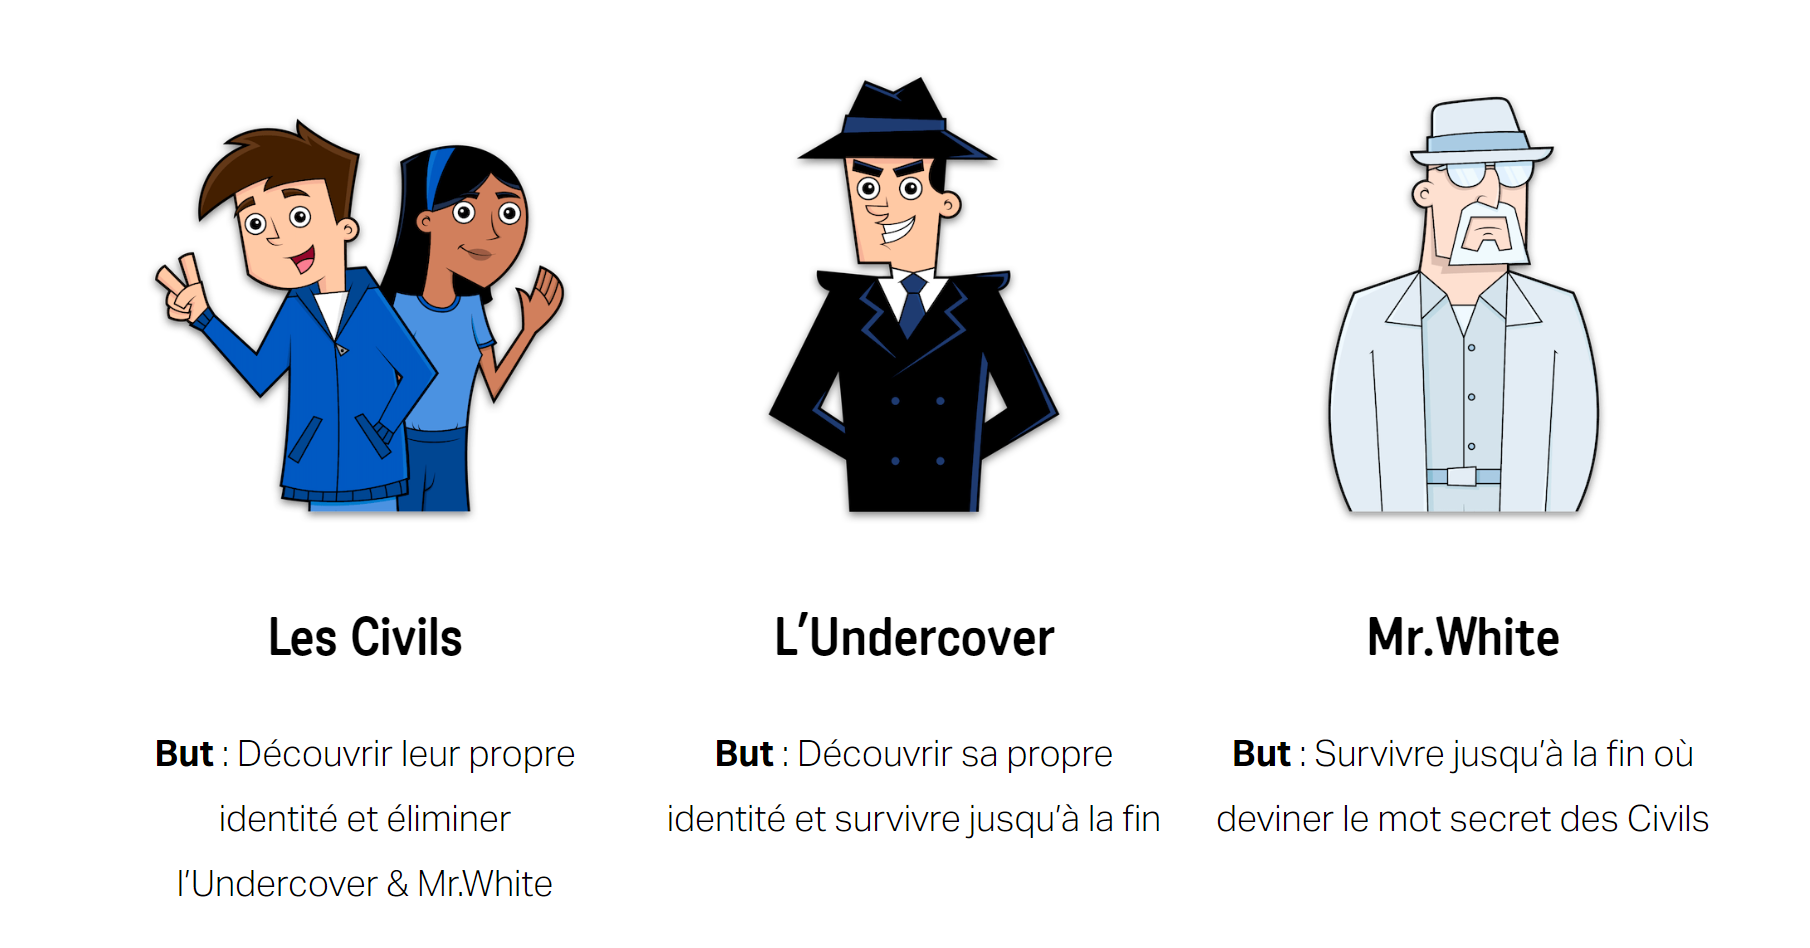 Les Civils
But : Découvrir leur propre
identité et éliminer
l'Undercover & Mr.White
L'Undercover
But : Découvrir sa propre
identité et survivre jusqu'à la fin
Mr.White
But : Survivre jusqu'à la fin où
deviner le mot secret des Civils